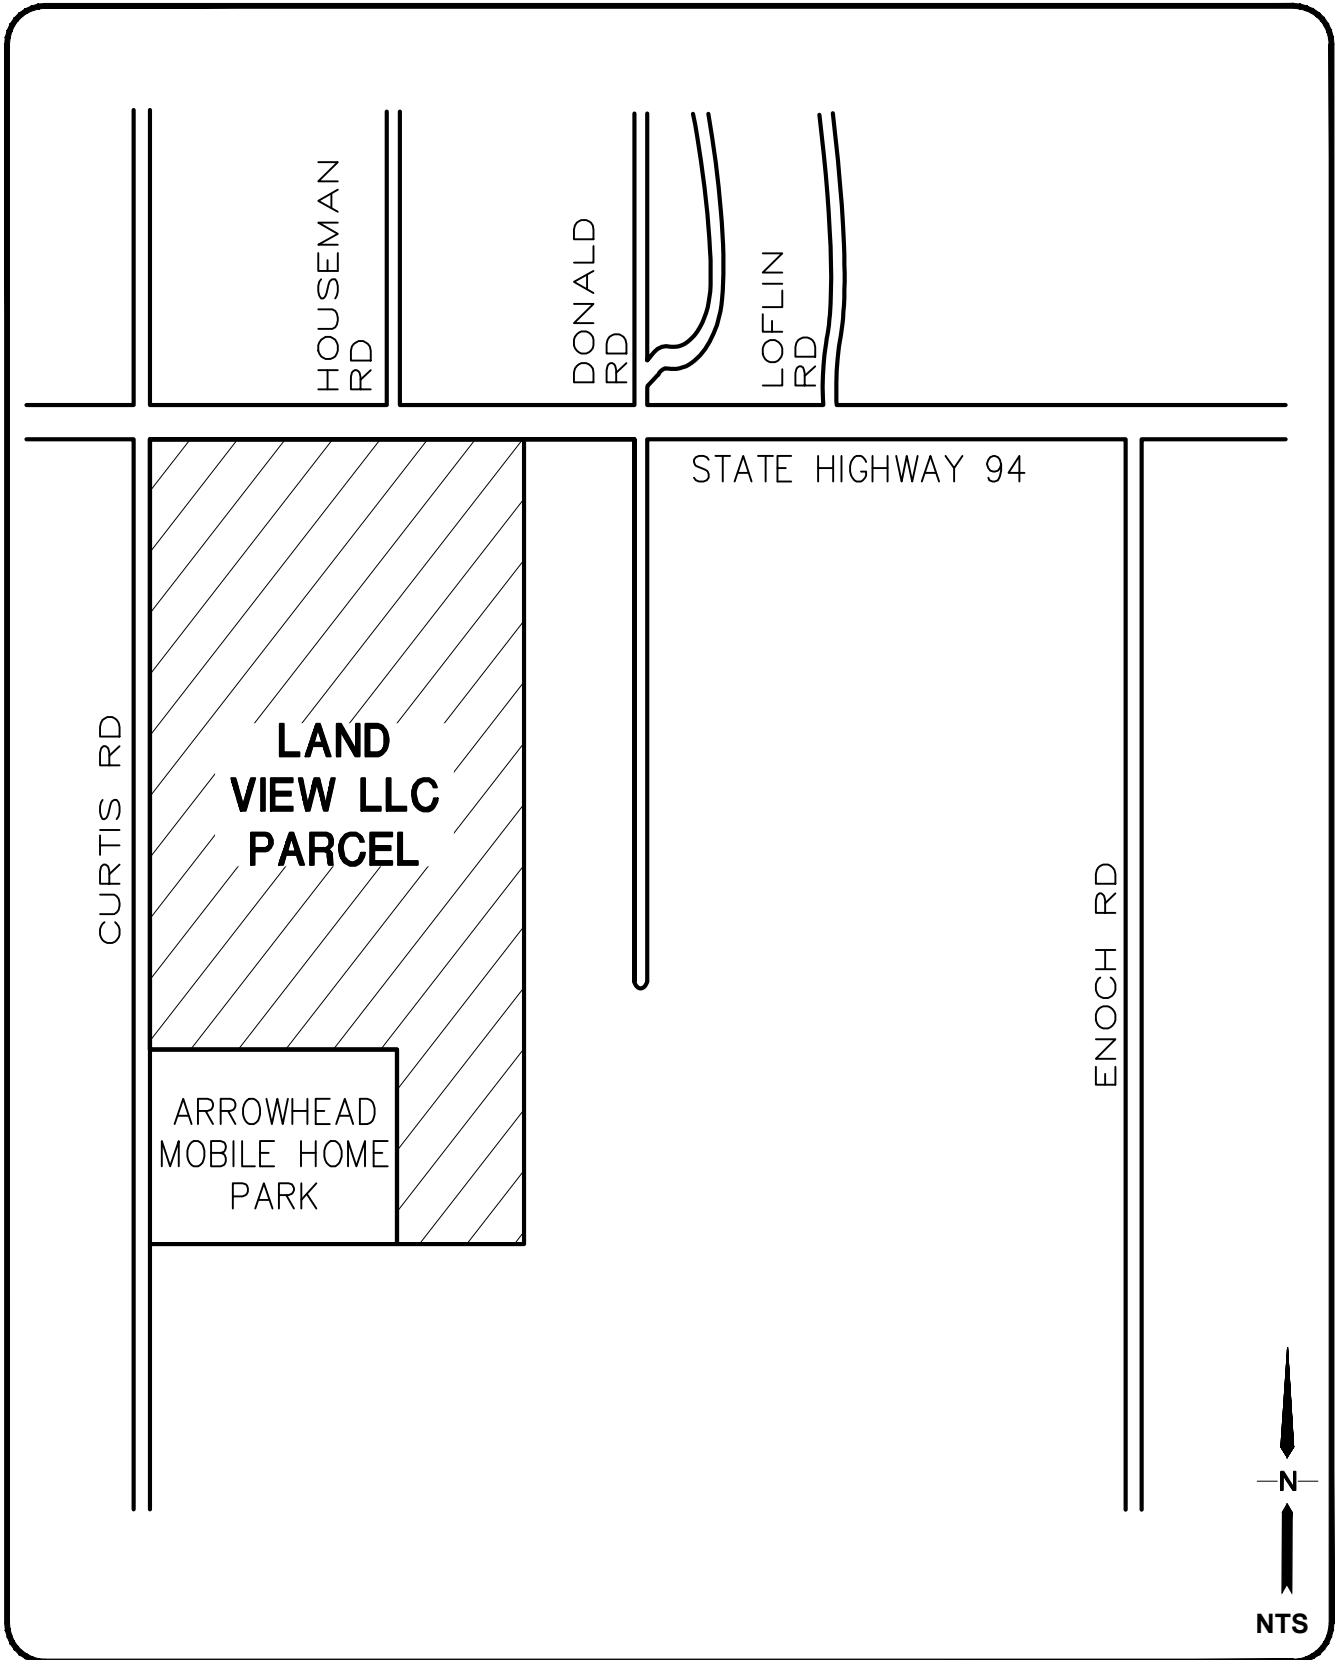 HOUSEMAN
RD
DONALD
RD
LOFLIN
RD
STATE HIGHWAY 94
CURTIS RD
LAND
VIEW LLC
PARCEL
ENOCH RD
ARROWHEAD
MOBILE HOME
PARK
N
NTS